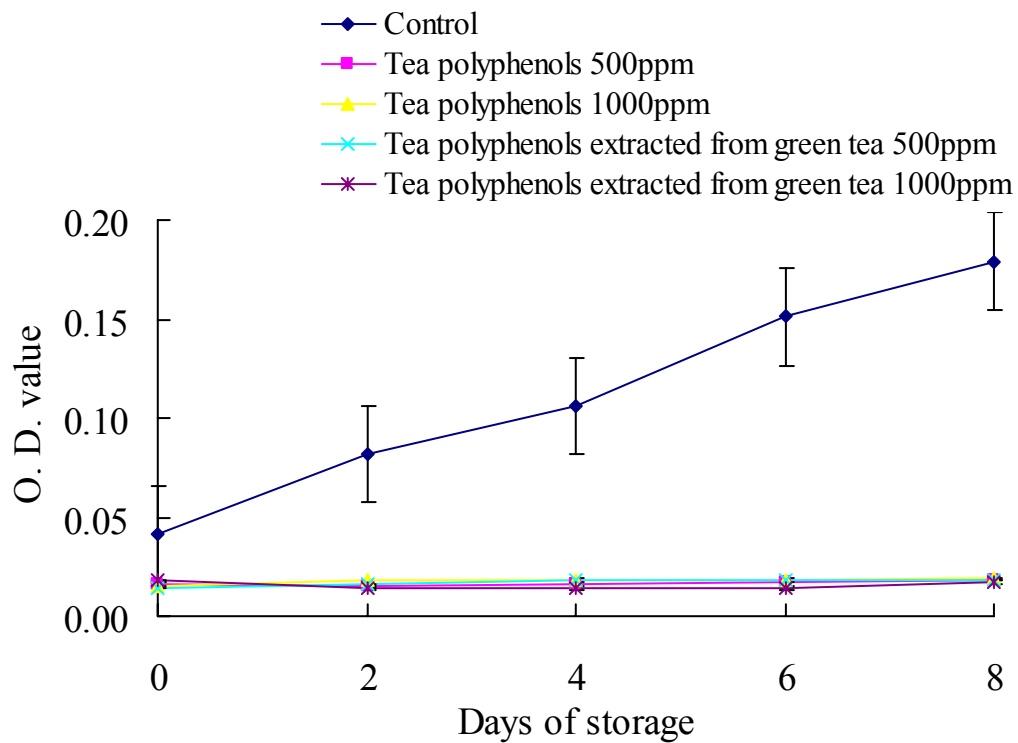 Control
Tea polyphenols 500ppm
Tea polyphenols 1000ppm
Tea polyphenols extracted from green tea 500ppm
Tea polyphenols extracted from green tea 1000ppm
0.20
0.15
0.10
0.05
0.00
O. D. value
0 2 4 6 8
Days of storage